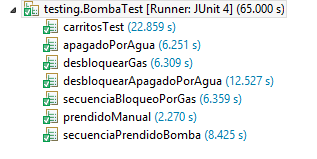 testing.BombaTest [Runner: JUnit 4] (65.000 s)
carritosTest (22.859 s)
apagadoPorAgua (6.251 s)
desbloquearGas (6.309 s)
desbloquearApagadoPorAgua (12.527 s)
secuenciaBloqueoPorGas (6.359 s)
prendidoManual (2.270 s)
secuenciaPrendidoBomba (8.425 s)